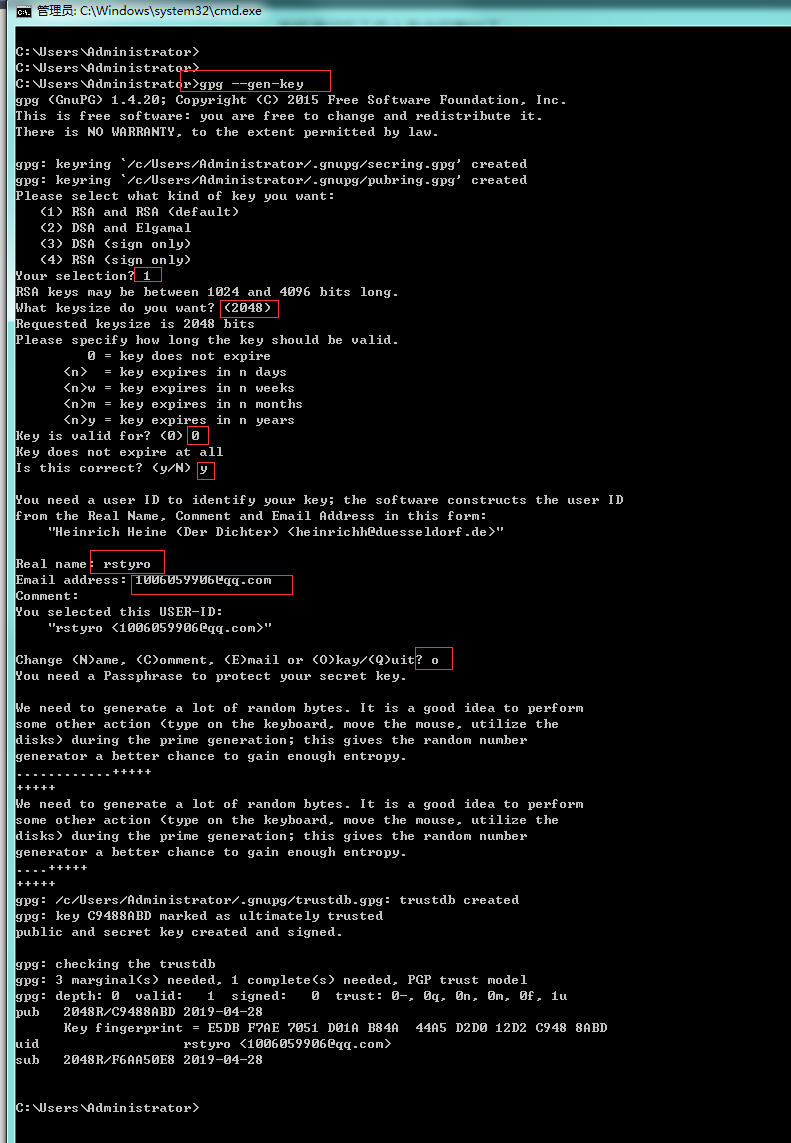 管理员: C:\Windows\system32\cmd.exe
C:\Users\Administrator>
C:\Users\Administrator>
C:\Users\Administrator>gpg --gen-key
gpg (GnuPG) 1.4.20; Copyright (C) 2015 Free Software Foundation, Inc.
This is free software: you are free to change and redistribute it.
There is NO WARRANTY, to the extent permitted by law.
gpg: keyring `/c/Users/Administrator/.gnupg/secring.gpg' created
gpg: keyring `/c/Users/Administrator/.gnupg/pubring.gpg' created
Please select what kind of key you want:
(1) RSA and RSA (default)
(2) DSA and Elgamal
(3) DSA (sign only)
(4) RSA (sign only)
Your selection? 1
RSA keys may be between 1024 and 4096 bits long.
What keysize do you want? (2048)
Requested keysize is 2048 bits
Please specify how long the key should be valid.
0 = key does not expire
<n>  = key expires in n days
<n>w = key expires in n weeks
<n>m = key expires in n months
<n>y = key expires in n years
Key is valid for? (0) 0
Key does not expire at all
Is this correct? (y/N) y
You need a user ID to identify your key; the software constructs the user ID
from the Real Name, Comment and Email Address in this form:
"Heinrich Heine (Der Dichter) <heinrichh@duesseldorf.de>"
Real name: rstyro
Email address: 1006059906@qq.com
Comment:
You selected this USER-ID:
"rstyro <1006059906@qq.com>"
Change (N)ame, (C)omment, (E)mail or (O)kay/(Q)uit? o
You need a Passphrase to protect your secret key.
We need to generate a lot of random bytes. It is a good idea to perform
some other action (type on the keyboard, move the mouse, utilize the
disks) during the prime generation; this gives the random number
generator a better chance to gain enough entropy.
............+++++
+++++
We need to generate a lot of random bytes. It is a good idea to perform
some other action (type on the keyboard, move the mouse, utilize the
disks) during the prime generation; this gives the random number
generator a better chance to gain enough entropy.
....+++++
+++++
gpg: /c/Users/Administrator/.gnupg/trustdb.gpg: trustdb created
gpg: key C9488ABD marked as ultimately trusted
public and secret key created and signed.
gpg: checking the trustdb
gpg: 3 marginal(s) needed, 1 complete(s) needed, PGP trust model
gpg: depth: 0  valid:   1  signed:   0  trust: 0-, 0q, 0n, 0m, 0f, 1u
pub   2048R/C9488ABD 2019-04-28
Key fingerprint = E5DB F7AE 7051 D01A B84A  44A5 D2D0 12D2 C948 8ABD
uid                  rstyro <1006059906@qq.com>
sub   2048R/F6AA50E8 2019-04-28
C:\Users\Administrator>